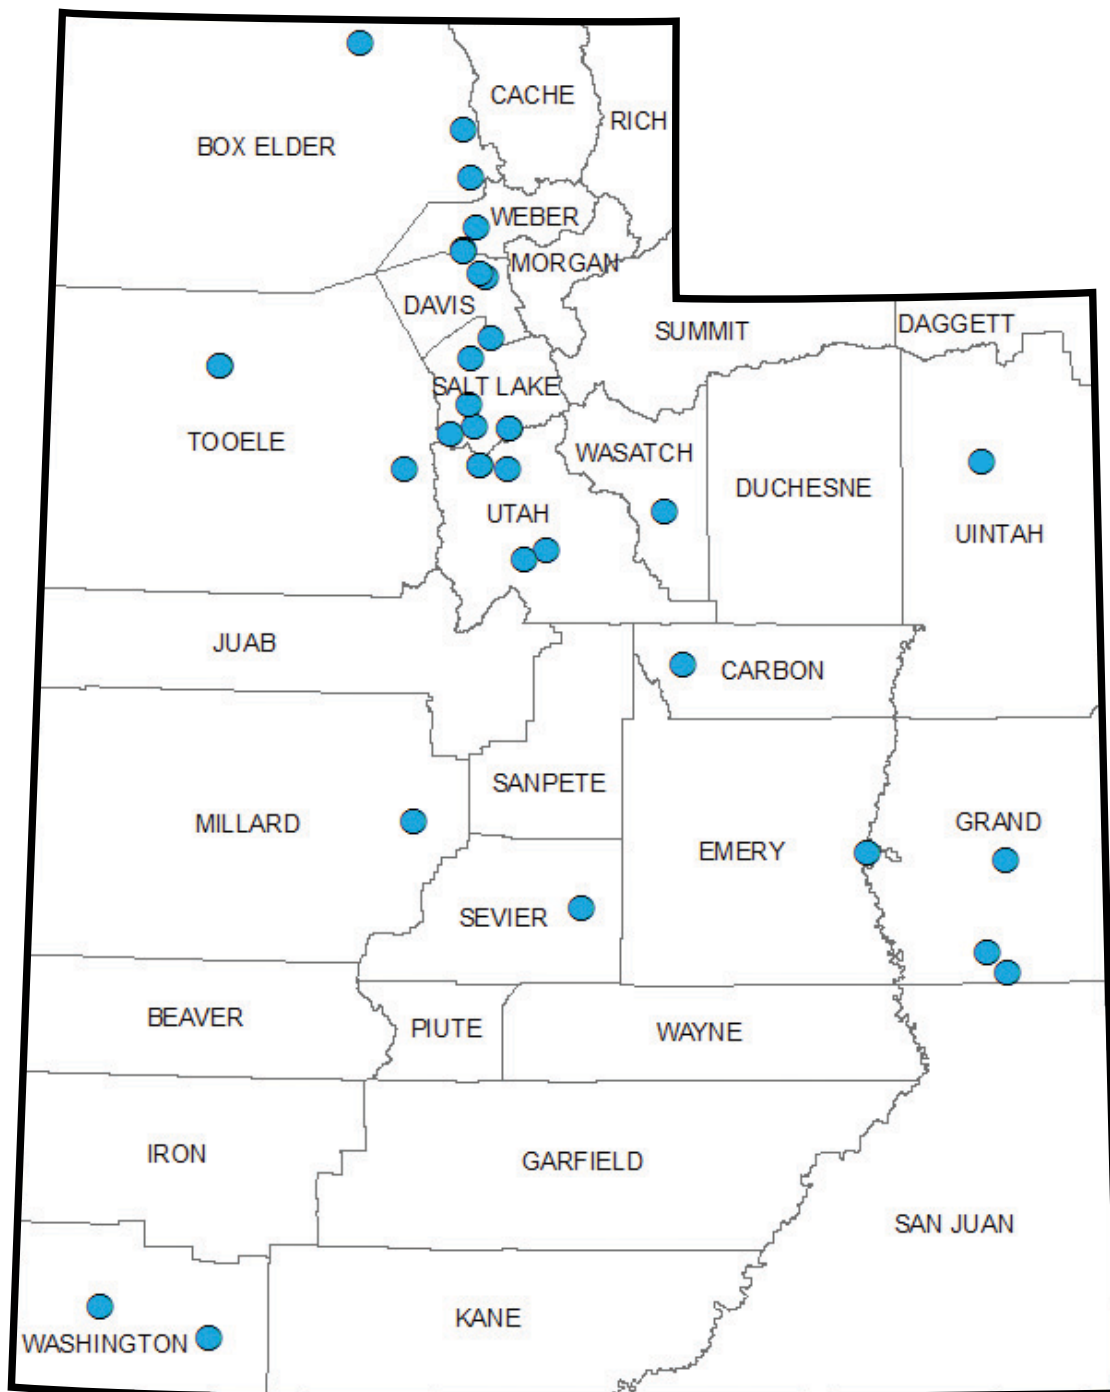 CACHE
RICH
BOX ELDER
WEBER
MORGAN
DAVIS
SUMMIT
DAGGETT
SALT LAKE
TOOELE
WASATCH
DUCHESNE
UTAH
UINTAH
JUAB
CARBON
SANPETE
MILLARD
GRAND
EMERY
SEVIER
BEAVER
PIUTE
WAYNE
IRON
GARFIELD
SAN JUAN
KANE
WASHINGTON